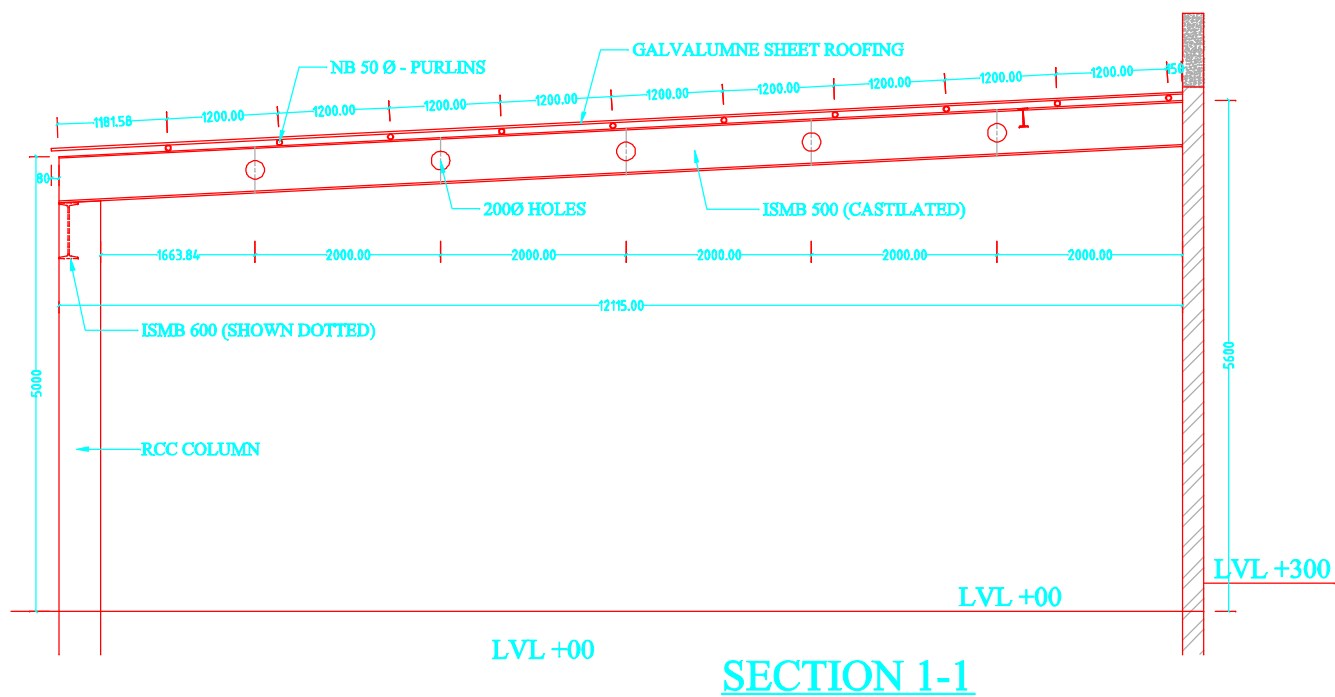 GALVALUMNE SHEET ROOFING
NB 50 Ø - PURLINS
1181.58
1200.00
1200.00
1200.00
1200.00
1200.00
1200.00
1200.00
1200.00
1200.00
150
80
200Ø HOLES
ISMB 500 (CASTILATED)
1663.84
2000.00
2000.00
2000.00
2000.00
2000.00
12115.00
ISMB 600 (SHOWN DOTTED)
5000
5600
RCC COLUMN
LVL +300
LVL +00
LVL +00
SECTION 1-1